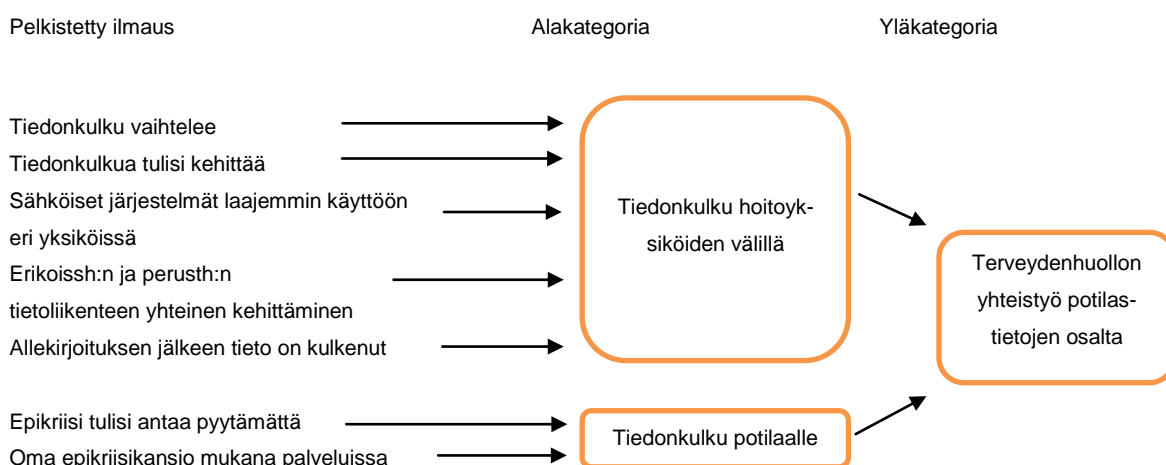 Pelkistetty ilmaus Alakategoria Yläkategoria
Tiedonkulku vaihtelee
Tiedonkulkua tulisi kehittää
Sähköiset järjestelmät laajemmin käyttöön
eri yksiköissä
Erikoissh:n ja perusth:n
tietoliikenteen yhteinen kehittäminen
Allekirjoituksen jälkeen tieto on kulkenut
Tiedonkulku hoitoyk-
siköiden välillä
Terveydenhuollon
yhteistyö potilas-
tietojen osalta
Epikriisi tulisi antaa pyytämättä
Oma epikriisikansio mukana palveluissa
Tiedonkulku potilaalle